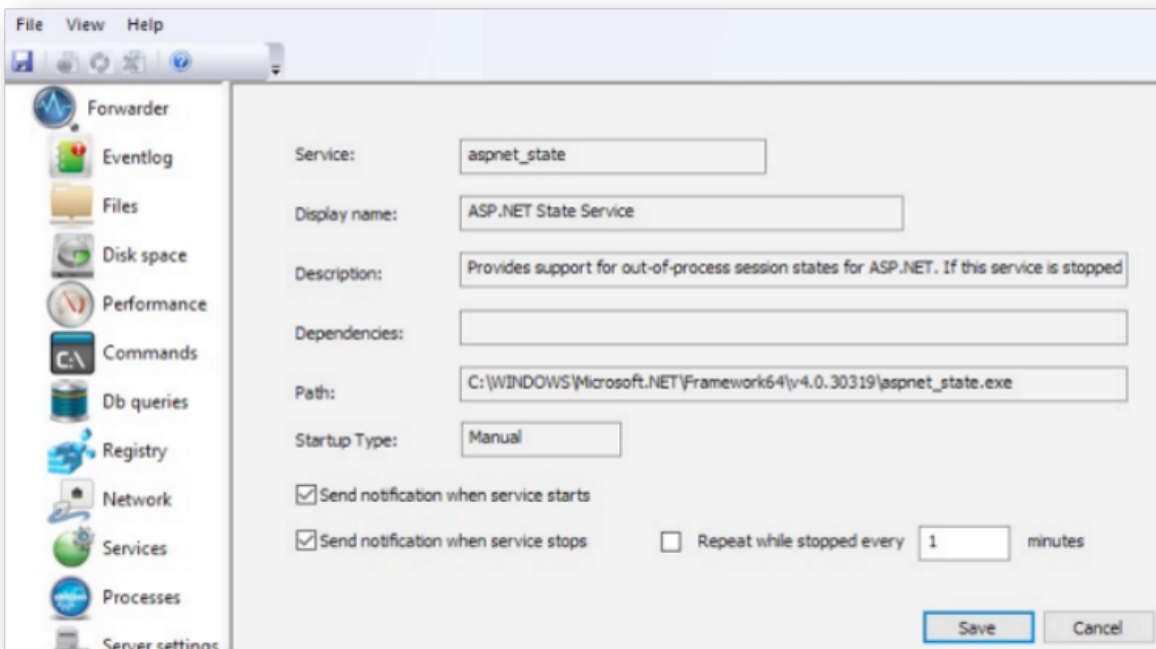 File View Help
Forwarder
Eventlog
Files
Disk space
Performance
Commands
Db queries
Registry
Network
Services
Processes
Server settings
Service: aspnet_state
Display name: ASP.NET State Service
Description: Provides support for out-of-process session states for ASP.NET. If this service is stopped
Dependencies:
Path: C:\WINDOWS\Microsoft.NET\Framework64\v4.0.30319\aspnet_state.exe
Startup Type: Manual
Send notification when service starts
Send notification when service stops Repeat while stopped every 1 minutes
Save Cancel